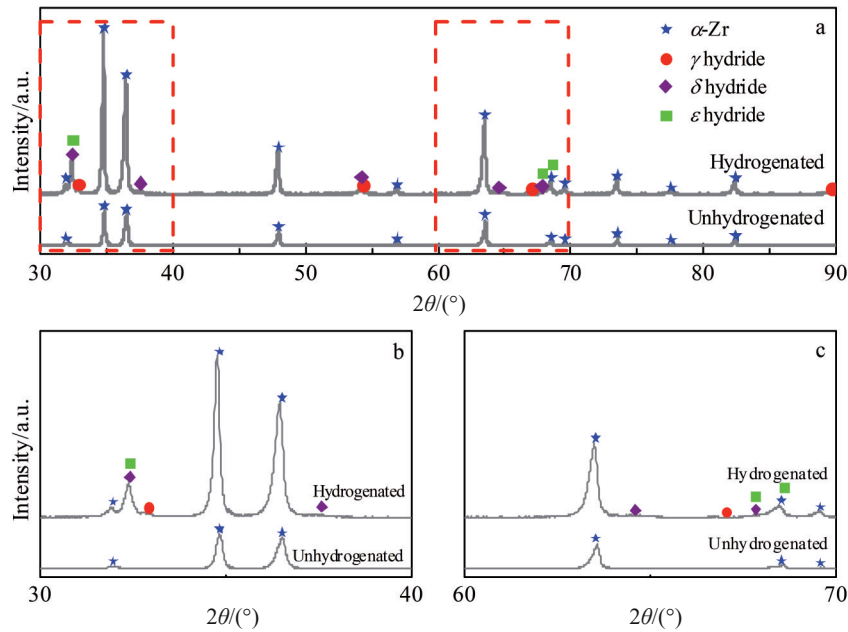 a
α-Zr
γ hydride
δ hydride
ε hydride
Hydrogenated
Unhydrogenated
Intensity/a.u.
30 40 50 60 70 80 90
2θ/(°)
b
Hydrogenated
Unhydrogenated
Intensity/a.u.
30 40
2θ/(°)
c
Hydrogenated
Unhydrogenated
60 70
2θ/(°)